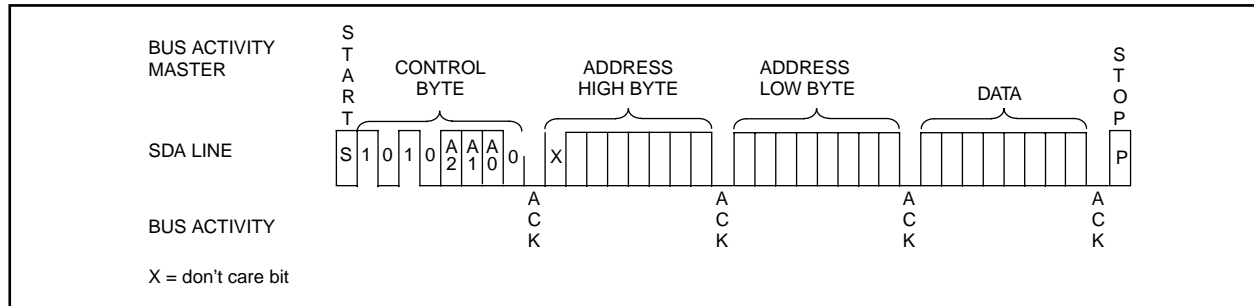 BUS ACTIVITY
MASTER
START
CONTROL
BYTE
ADDRESS
HIGH BYTE
ADDRESS
LOW BYTE
DATA
STOP
SDA LINE
S 1 0 1 0 A2 A1 A0 0 X P
BUS ACTIVITY
ACK ACK ACK ACK
X = don't care bit